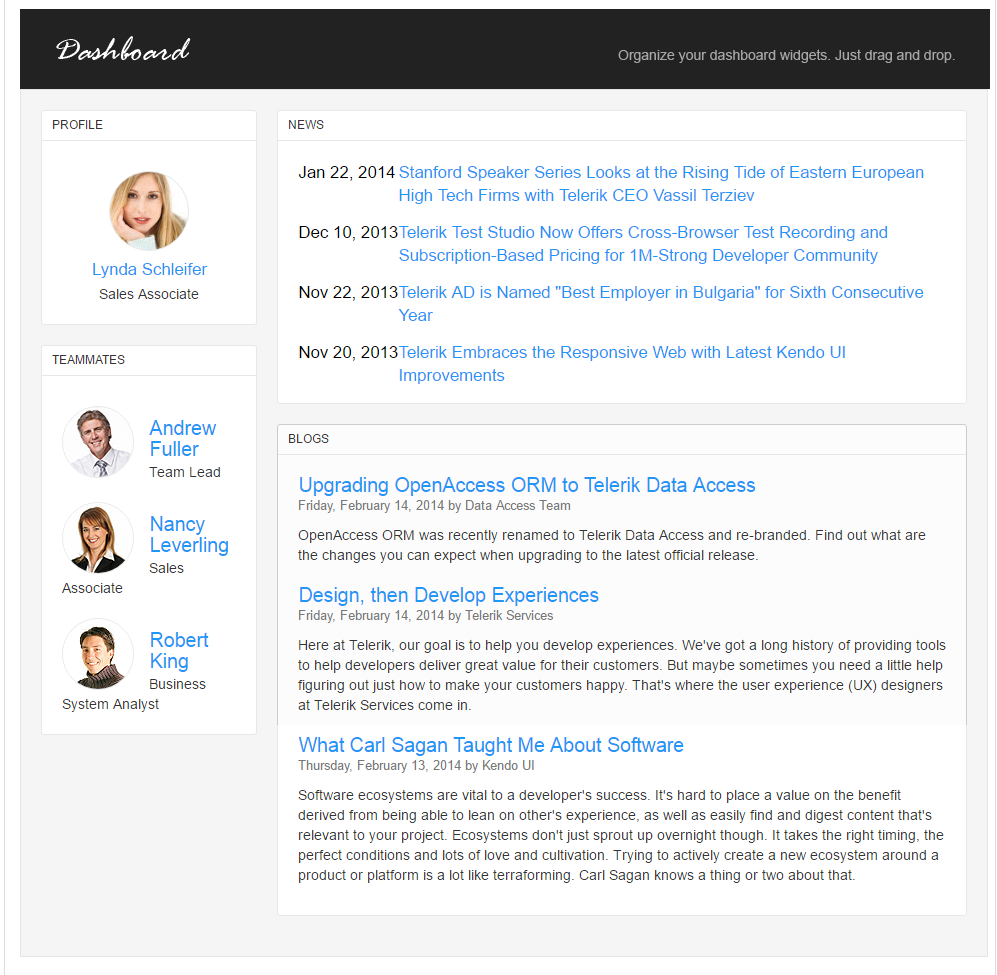 Dashboard
Organize your dashboard widgets. Just drag and drop.
PROFILE
Lynda Schleifer
Sales Associate
TEAMMATES
Andrew
Fuller
Team Lead
Nancy
Leverling
Sales
Associate
Robert
King
Business
System Analyst
NEWS
Jan 22, 2014 Stanford Speaker Series Looks at the Rising Tide of Eastern European
High Tech Firms with Telerik CEO Vassil Terziev
Dec 10, 2013 Telerik Test Studio Now Offers Cross-Browser Test Recording and
Subscription-Based Pricing for 1M-Strong Developer Community
Nov 22, 2013 Telerik AD is Named "Best Employer in Bulgaria" for Sixth Consecutive
Year
Nov 20, 2013 Telerik Embraces the Responsive Web with Latest Kendo UI
Improvements
BLOGS
Upgrading OpenAccess ORM to Telerik Data Access
Friday, February 14, 2014 by Data Access Team
OpenAccess ORM was recently renamed to Telerik Data Access and re-branded. Find out what are
the changes you can expect when upgrading to the latest official release.
Design, then Develop Experiences
Friday, February 14, 2014 by Telerik Services
Here at Telerik, our goal is to help you develop experiences. We've got a long history of providing tools
to help developers deliver great value for their customers. But maybe sometimes you need a little help
figuring out just how to make your customers happy. That's where the user experience (UX) designers
at Telerik Services come in.
What Carl Sagan Taught Me About Software
Thursday, February 13, 2014 by Kendo UI
Software ecosystems are vital to a developer's success. It's hard to place a value on the benefit
derived from being able to lean on other's experience, as well as easily find and digest content that's
relevant to your project. Ecosystems don't just sprout up overnight though. It takes the right timing, the
perfect conditions and lots of love and cultivation. Trying to actively create a new ecosystem around a
product or platform is a lot like terraforming. Carl Sagan knows a thing or two about that.